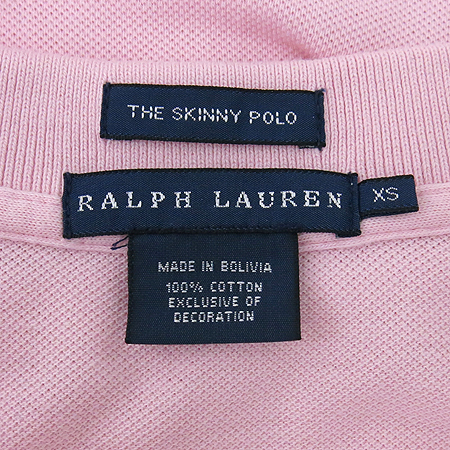 THE SKINNY POLO
RALPH LAUREN XS
MADE IN BOLIVIA
100% COTTON
EXCLUSIVE OF
DECORATION